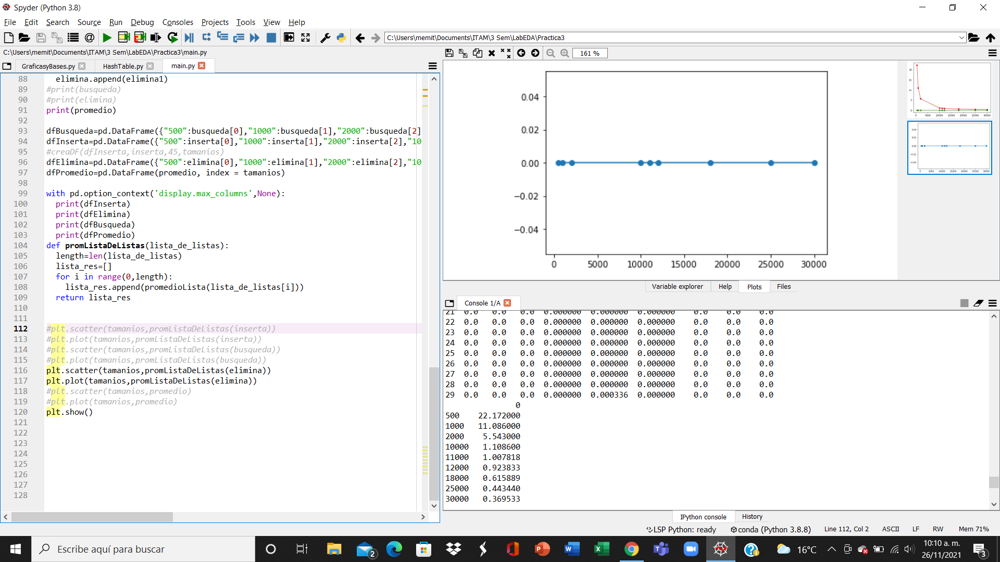 Spyder (Python 3.8)
File Edit Search Source Run Debug Consoles Projects Tools View Help
C:\Users\memit\Documents\ITAM\3 Sem\LabEDA\Practica3
C:\Users\memit\Documents\ITAM\3 Sem\LabEDA\Practica3\main.py
GraficasyBases.py HashTable.py main.py
88 elimina.append(elimina1)
89 #print(busqueda)
90 #print(elimina)
91 print(promedio)
92
93 dfBusqueda=pd.DataFrame({"500":busqueda[0],"1000":busqueda[1],"2000":busqueda[2]
94 dfInserta=pd.DataFrame({"500":inserta[0],"1000":inserta[1],"2000":inserta[2],"10
95 #creaDF(dfInserta,inserta,45,tamanios)
96 dfElimina=pd.DataFrame({"500":elimina[0],"1000":elimina[1],"2000":elimina[2],"10
97 dfPromedio=pd.DataFrame(promedio, index = tamanios)
98
99 with pd.option_context('display.max_columns',None):
100 print(dfInserta)
101 print(dfElimina)
102 print(dfBusqueda)
103 print(dfPromedio)
104 def promListaDeListas(lista_de_listas):
105 length=len(lista_de_listas)
106 lista_res=[]
107 for i in range(0,length):
108 lista_res.append(promedioLista(lista_de_listas[i]))
109 return lista_res
110
111
112 #plt.scatter(tamanios,promListaDeListas(inserta))
113 #plt.plot(tamanios,promListaDeListas(inserta))
114 #plt.scatter(tamanios,promListaDeListas(busqueda))
115 #plt.plot(tamanios,promListaDeListas(busqueda))
116 plt.scatter(tamanios,promListaDeListas(elimina))
117 plt.plot(tamanios,promListaDeListas(elimina))
118 #plt.scatter(tamanios,promedio)
119 #plt.plot(tamanios,promedio)
120 plt.show()
121
122
123
124
125
126
127
128
161 %
0.04
0.02
0.00
−0.02
−0.04
0 5000 10000 15000 20000 25000 30000
Variable explorer Help Plots Files
Console 1/A
21 0.0 0.0 0.0 0.000000 0.000000 0.000000 0.0 0.0 0.0
22 0.0 0.0 0.0 0.000000 0.000000 0.000000 0.0 0.0 0.0
23 0.0 0.0 0.0 0.000000 0.000000 0.000000 0.0 0.0 0.0
24 0.0 0.0 0.0 0.000000 0.000000 0.000000 0.0 0.0 0.0
25 0.0 0.0 0.0 0.000000 0.000000 0.000000 0.0 0.0 0.0
26 0.0 0.0 0.0 0.000000 0.000000 0.000000 0.0 0.0 0.0
27 0.0 0.0 0.0 0.000000 0.000000 0.000000 0.0 0.0 0.0
28 0.0 0.0 0.0 0.000000 0.000000 0.000000 0.0 0.0 0.0
29 0.0 0.0 0.0 0.000000 0.000336 0.000000 0.0 0.0 0.0
0
500 22.172000
1000 11.086000
2000 5.543000
10000 1.108600
11000 1.007818
12000 0.923833
18000 0.615889
25000 0.443440
30000 0.369533
IPython console History
LSP Python: ready conda (Python 3.8.8) Line 112, Col 2 ASCII LF RW Mem 71%
Escribe aquí para buscar
2
16°C
10:10 a. m.
26/11/2021
3